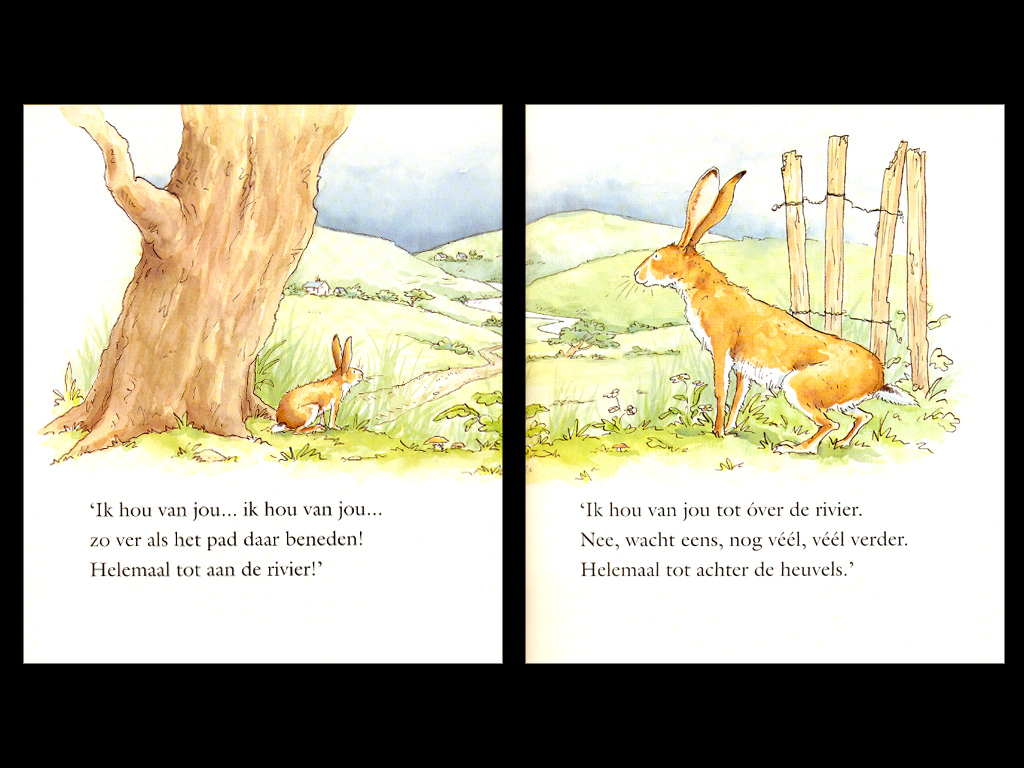 ‘Ik hou van jou... ik hou van jou...
zo ver als het pad daar beneden!
Helemaal tot aan de rivier!’
‘Ik hou van jou tot óver de rivier.
Nee, wacht eens, nog véél, véél verder.
Helemaal tot achter de heuvels.’